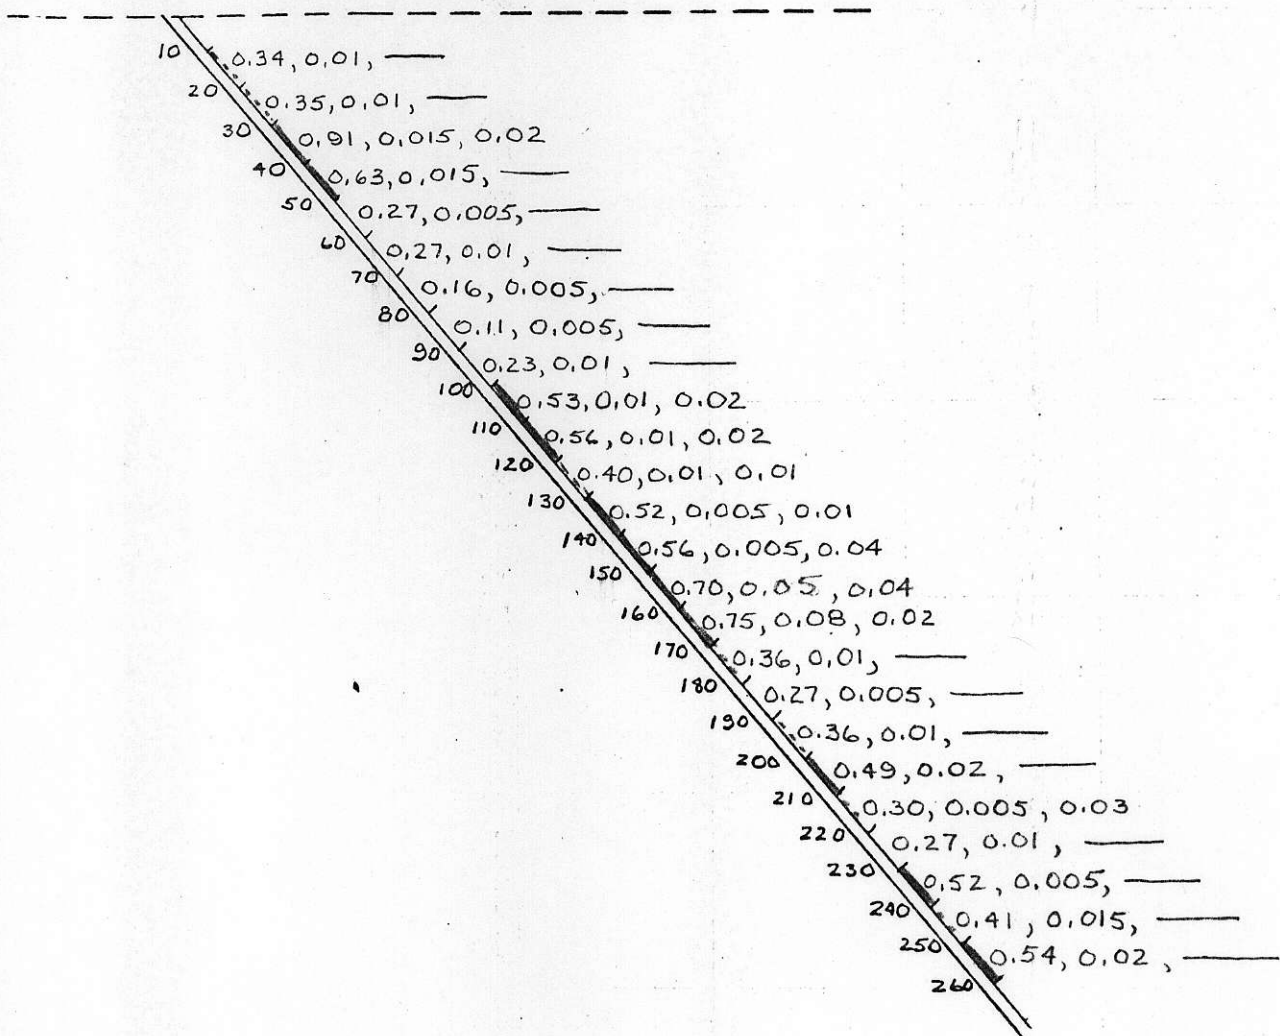 10
0.34, 0.01, ——
20
0.35, 0.01, ——
30
0.91, 0.015, 0.02
40
0.63, 0.015, ——
50
0.27, 0.005, ——
60
0.27, 0.01, ——
70
0.16, 0.005, ——
80
0.11, 0.005, ——
90
0.23, 0.01, ——
100
0.53, 0.01, 0.02
110
0.56, 0.01, 0.02
120
0.40, 0.01, 0.01
130
0.52, 0.005, 0.01
140
0.56, 0.005, 0.04
150
0.70, 0.05, 0.04
160
0.75, 0.08, 0.02
170
0.36, 0.01, ——
180
0.27, 0.005, ——
190
0.36, 0.01, ——
200
0.49, 0.02, ——
210
0.30, 0.005, 0.03
220
0.27, 0.01, ——
230
0.52, 0.005, ——
240
0.41, 0.015, ——
250
0.54, 0.02, ——
260